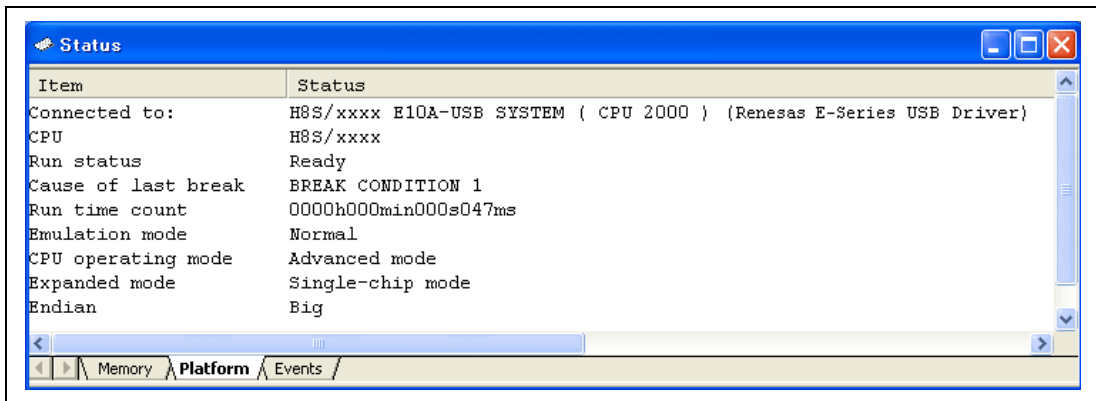 Status
Item Status
Connected to: H8S/xxxx E10A-USB SYSTEM ( CPU 2000 ) (Renesas E-Series USB Driver)
CPU H8S/xxxx
Run status Ready
Cause of last break BREAK CONDITION 1
Run time count 0000h000min000s047ms
Emulation mode Normal
CPU operating mode Advanced mode
Expanded mode Single-chip mode
Endian Big
Memory Platform Events